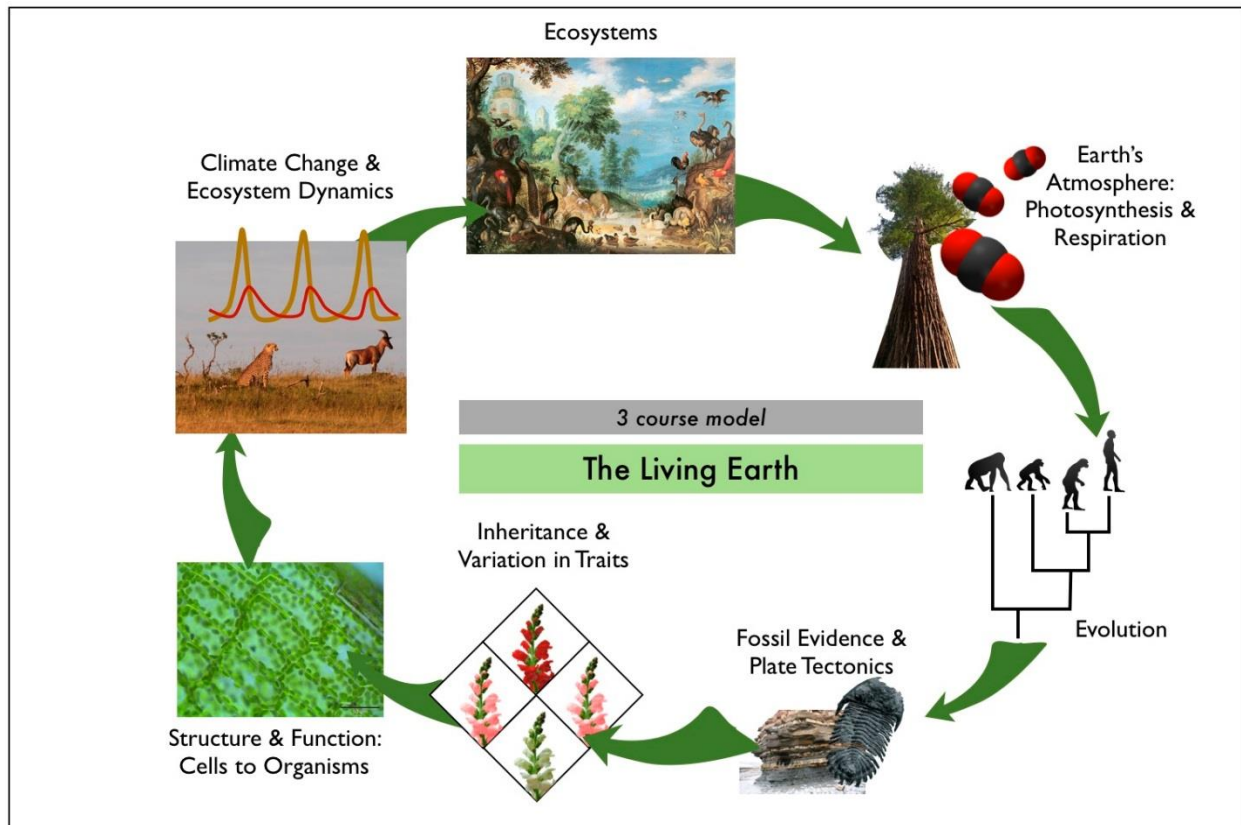 Ecosystems
Climate Change &
Ecosystem Dynamics
Earth's
Atmosphere:
Photosynthesis &
Respiration
3 course model
The Living Earth
Inheritance &
Variation in Traits
Fossil Evidence &
Plate Tectonics
Evolution
Structure & Function:
Cells to Organisms